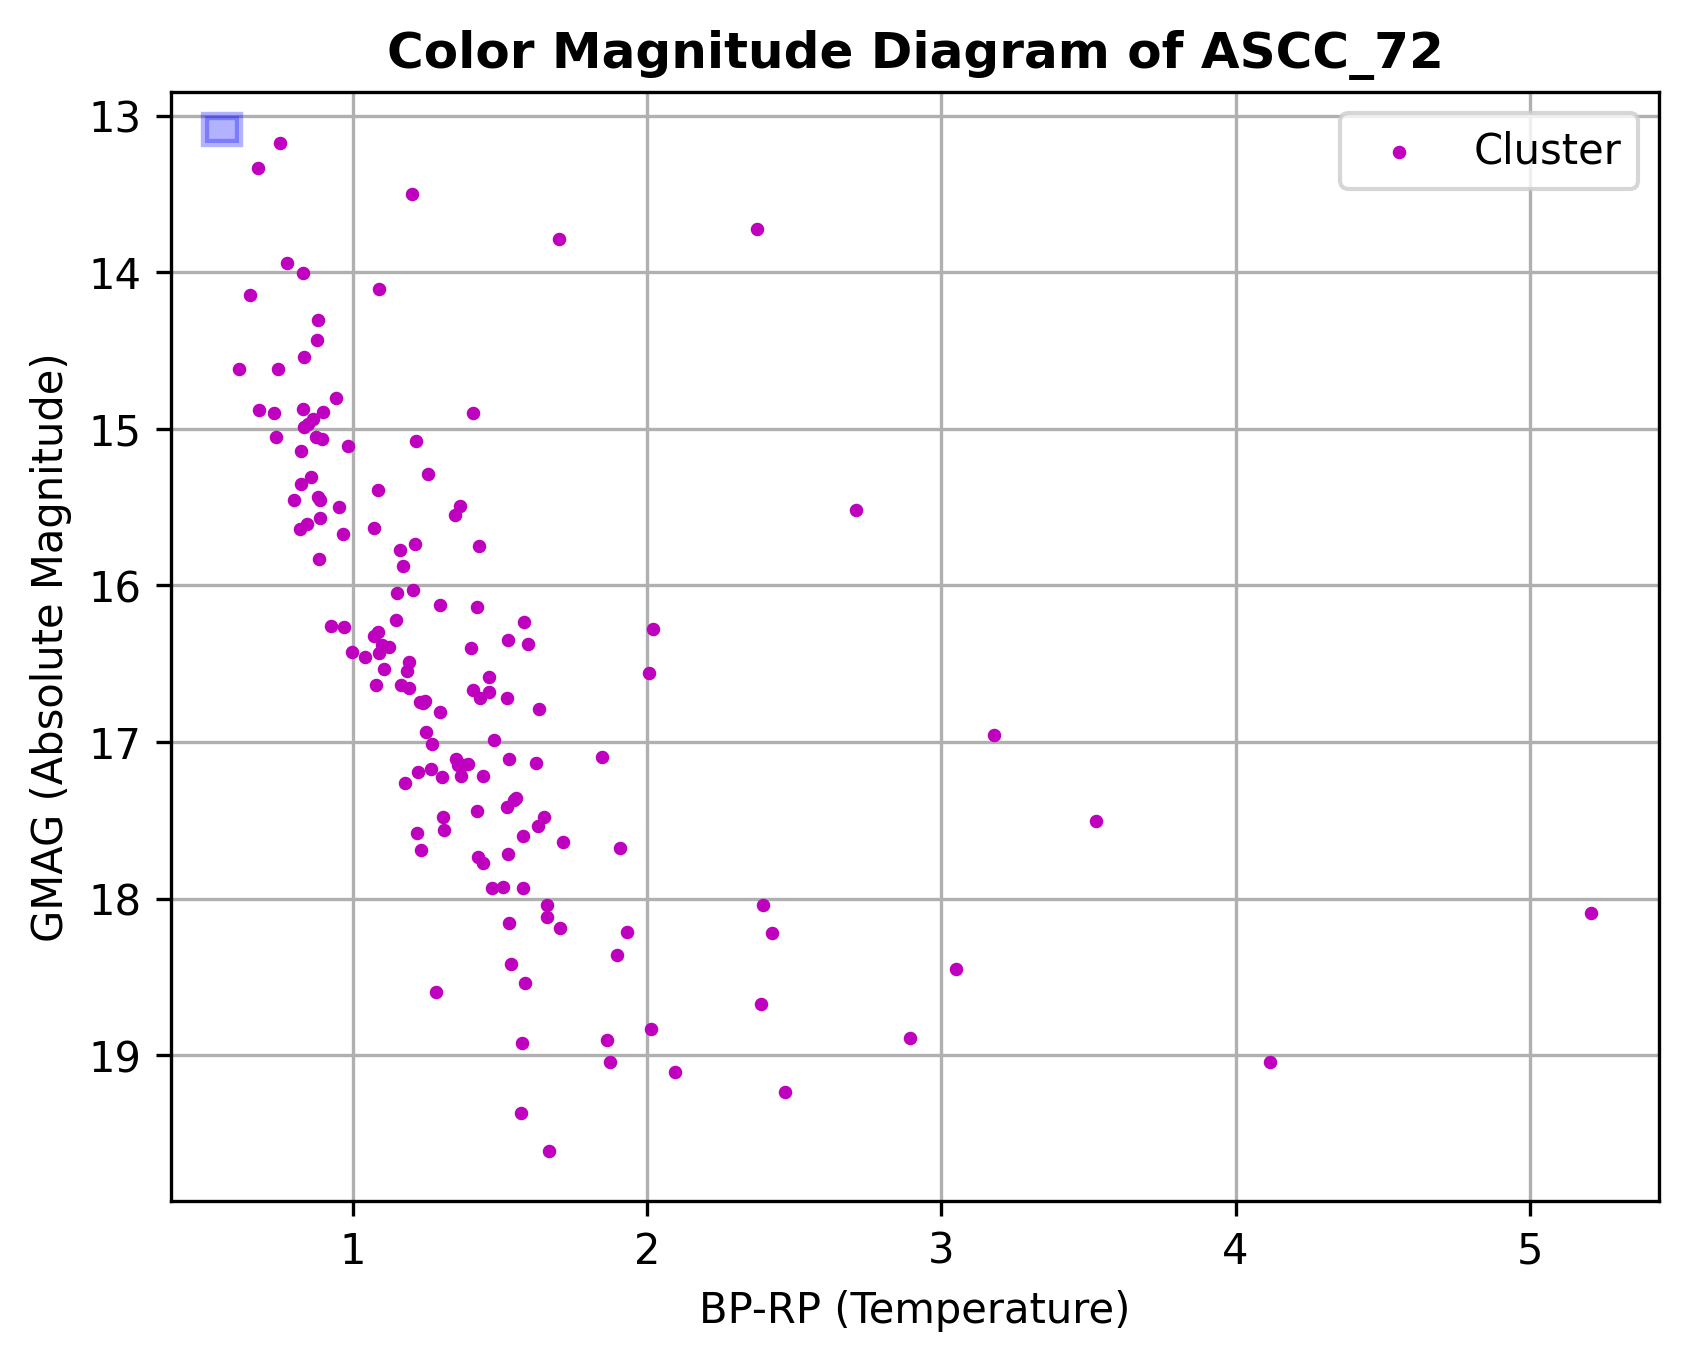 Color Magnitude Diagram of ASCC_72
Cluster
13
14
15
16
17
18
19
GMAG (Absolute Magnitude)
1 2 3 4 5
BP-RP (Temperature)